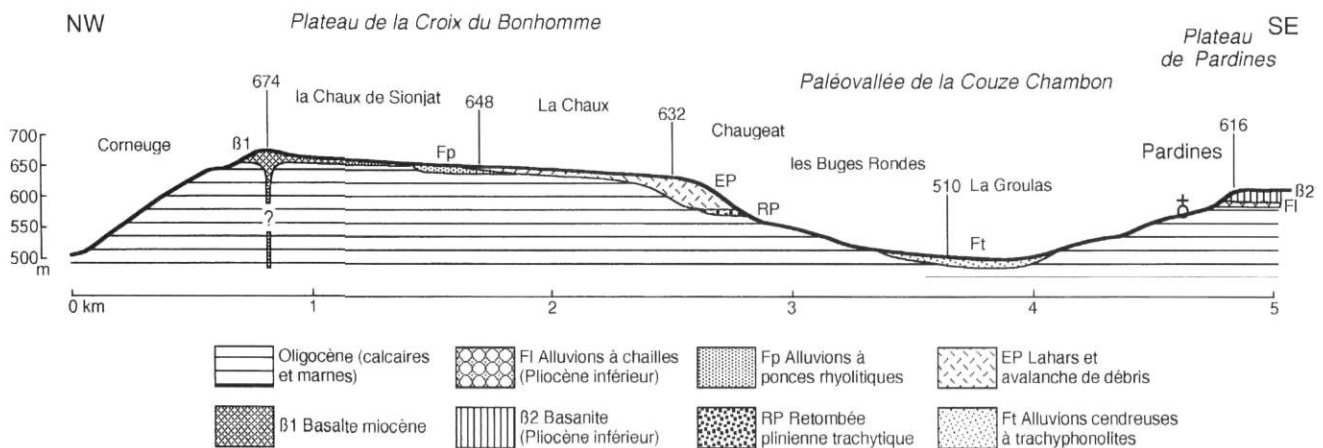 NW
Plateau de la Croix du Bonhomme
SE
Plateau
de Pardines
Paléovallée de la Couze Chambon
674
la Chaux de Sionjat
648
La Chaux
632
Chaugeat
616
Corneuge
ß1
Fp
les Buges Rondes
Pardines
EP
510
La Groulas
ß2
RP
Fl
Ft
?
700
650
600
550
500
m
0 km
1
2
3
4
5
Oligocène (calcaires
et marnes)
Fl Alluvions à chailles
(Pliocène inférieur)
Fp Alluvions à
ponces rhyolitiques
EP Lahars et
avalanche de débris
ß1 Basalte miocène
ß2 Basanite
(Pliocène inférieur)
RP Retombée
plinienne trachytique
Ft Alluvions cendreuses
à trachyphonolites